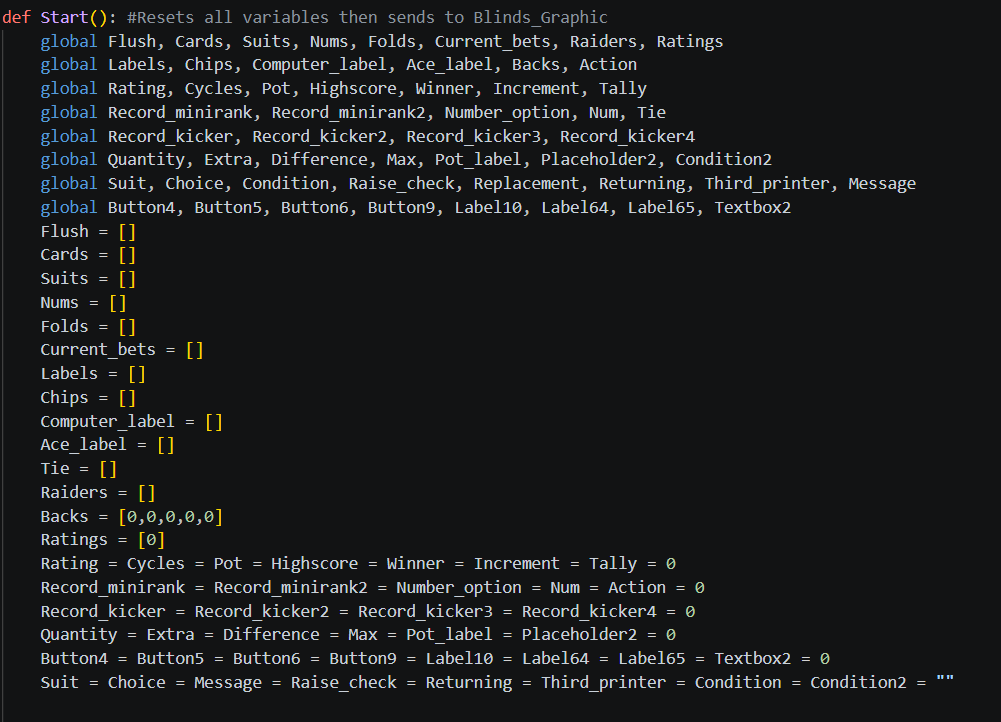 def Start(): #Resets all variables then sends to Blinds_Graphic
    global Flush, Cards, Suits, Nums, Folds, Current_bets, Raiders, Ratings
    global Labels, Chips, Computer_label, Ace_label, Backs, Action
    global Rating, Cycles, Pot, Highscore, Winner, Increment, Tally
    global Record_minirank, Record_minirank2, Number_option, Num, Tie
    global Record_kicker, Record_kicker2, Record_kicker3, Record_kicker4
    global Quantity, Extra, Difference, Max, Pot_label, Placeholder2, Condition2
    global Suit, Choice, Condition, Raise_check, Replacement, Returning, Third_printer, Message
    global Button4, Button5, Button6, Button9, Label10, Label64, Label65, Textbox2
    Flush = []
    Cards = []
    Suits = []
    Nums = []
    Folds = []
    Current_bets = []
    Labels = []
    Chips = []
    Computer_label = []
    Ace_label = []
    Tie = []
    Raiders = []
    Backs = [0,0,0,0,0]
    Ratings = [0]
    Rating = Cycles = Pot = Highscore = Winner = Increment = Tally = 0
    Record_minirank = Record_minirank2 = Number_option = Num = Action = 0
    Record_kicker = Record_kicker2 = Record_kicker3 = Record_kicker4 = 0
    Quantity = Extra = Difference = Max = Pot_label = Placeholder2 = 0
    Button4 = Button5 = Button6 = Button9 = Label10 = Label64 = Label65 = Textbox2 = 0
    Suit = Choice = Message = Raise_check = Returning = Third_printer = Condition = Condition2 = ""